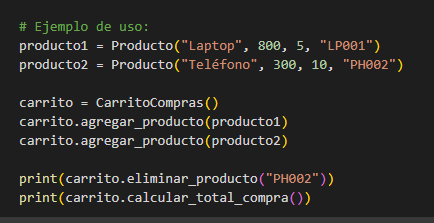 # Ejemplo de uso:
producto1 = Producto("Laptop", 800, 5, "LP001")
producto2 = Producto("Teléfono", 300, 10, "PH002")
carrito = CarritoCompras()
carrito.agregar_producto(producto1)
carrito.agregar_producto(producto2)
print(carrito.eliminar_producto("PH002"))
print(carrito.calcular_total_compra())